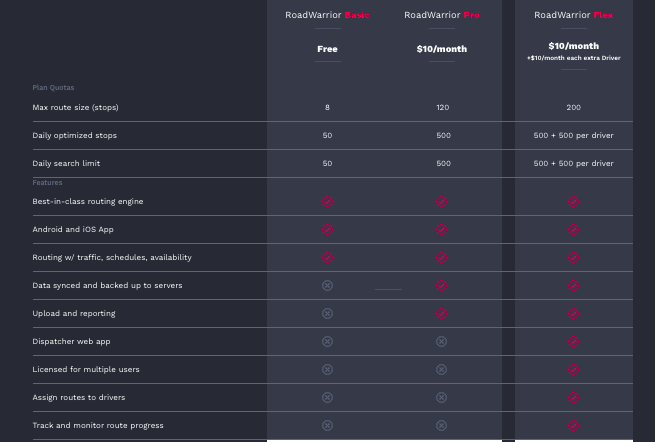 RoadWarrior Basic RoadWarrior Pro RoadWarrior Flex
Free $10/month $10/month
+$10/month each extra Driver
Plan Quotas
Max route size (stops) 8 120 200
Daily optimized stops 50 500 500 + 500 per driver
Daily search limit 50 500 500 + 500 per driver
Features
Best-in-class routing engine
Android and iOS App
Routing w/ traffic, schedules, availability
Data synced and backed up to servers
Upload and reporting
Dispatcher web app
Licensed for multiple users
Assign routes to drivers
Track and monitor route progress